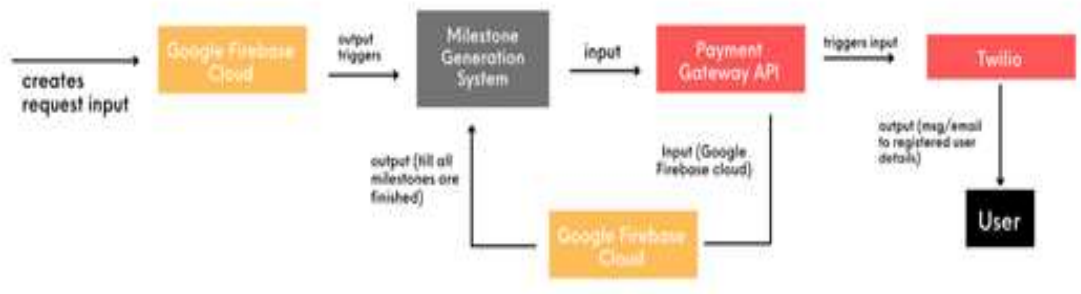 creates
request input
Google Firebase
Cloud
output
triggers
Milestone
Generation
System
input
Payment
Gateway API
triggers input
Twilio
output (msg/email
to registered user
details)
User
output (till all
milestones are
finished)
Input (Google
Firebase cloud)
Google Firebase
Cloud